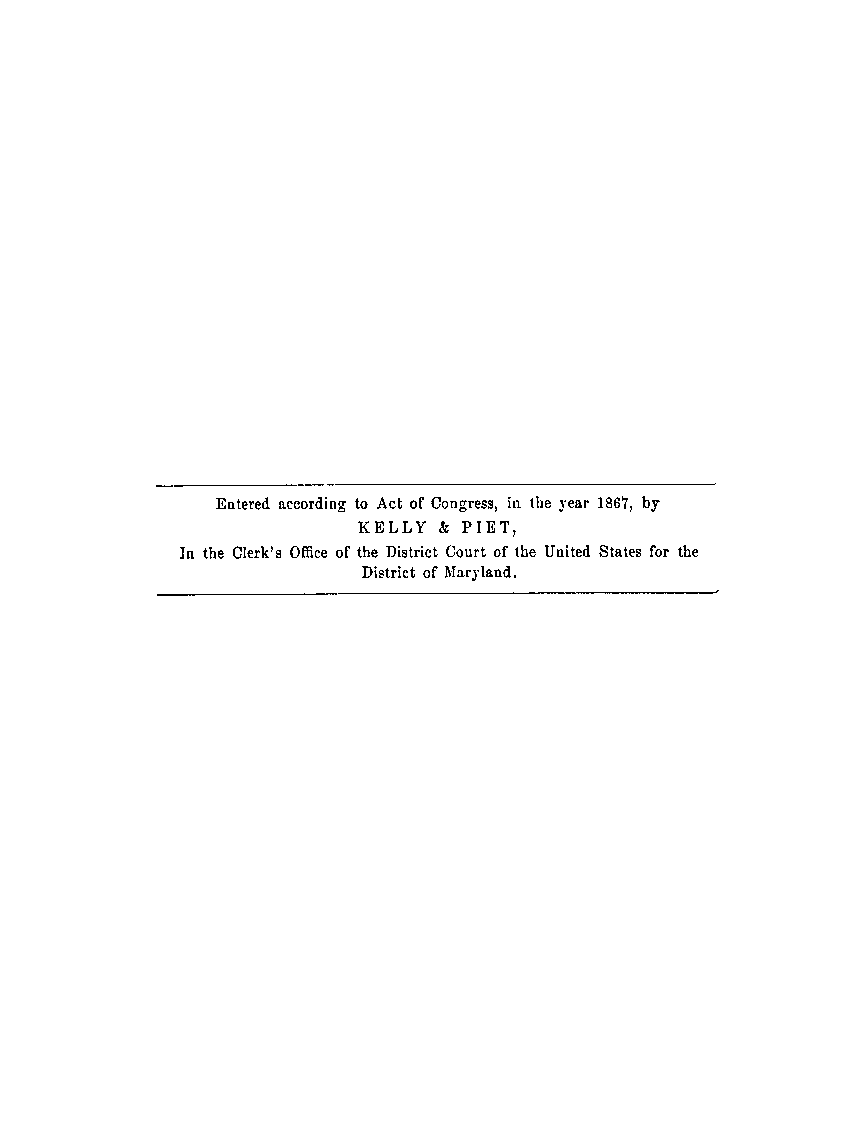 Entered according to Act of Congress, in the year 1867, by
KELLY & PIET,
In the Clerk's Office of the District Court of the United States for the
District of Maryland.